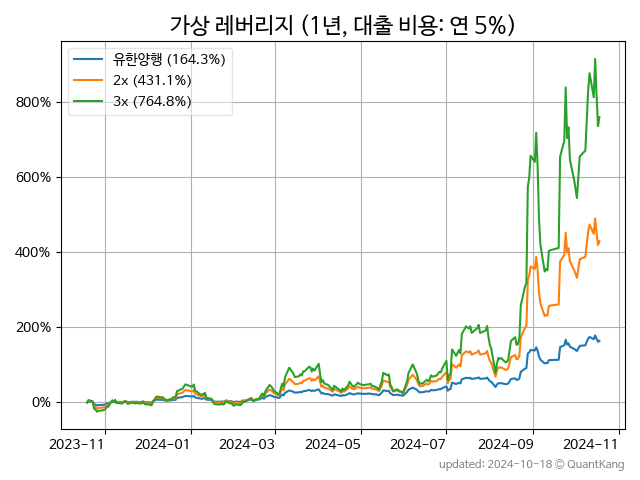 가상 레버리지 (1년, 대출 비용: 연 5%)
유한양행 (164.3%)
2x (431.1%)
3x (764.8%)
800%
600%
400%
200%
0%
2023-11 2024-01 2024-03 2024-05 2024-07 2024-09 2024-11
updated: 2024-10-18 © QuantKang